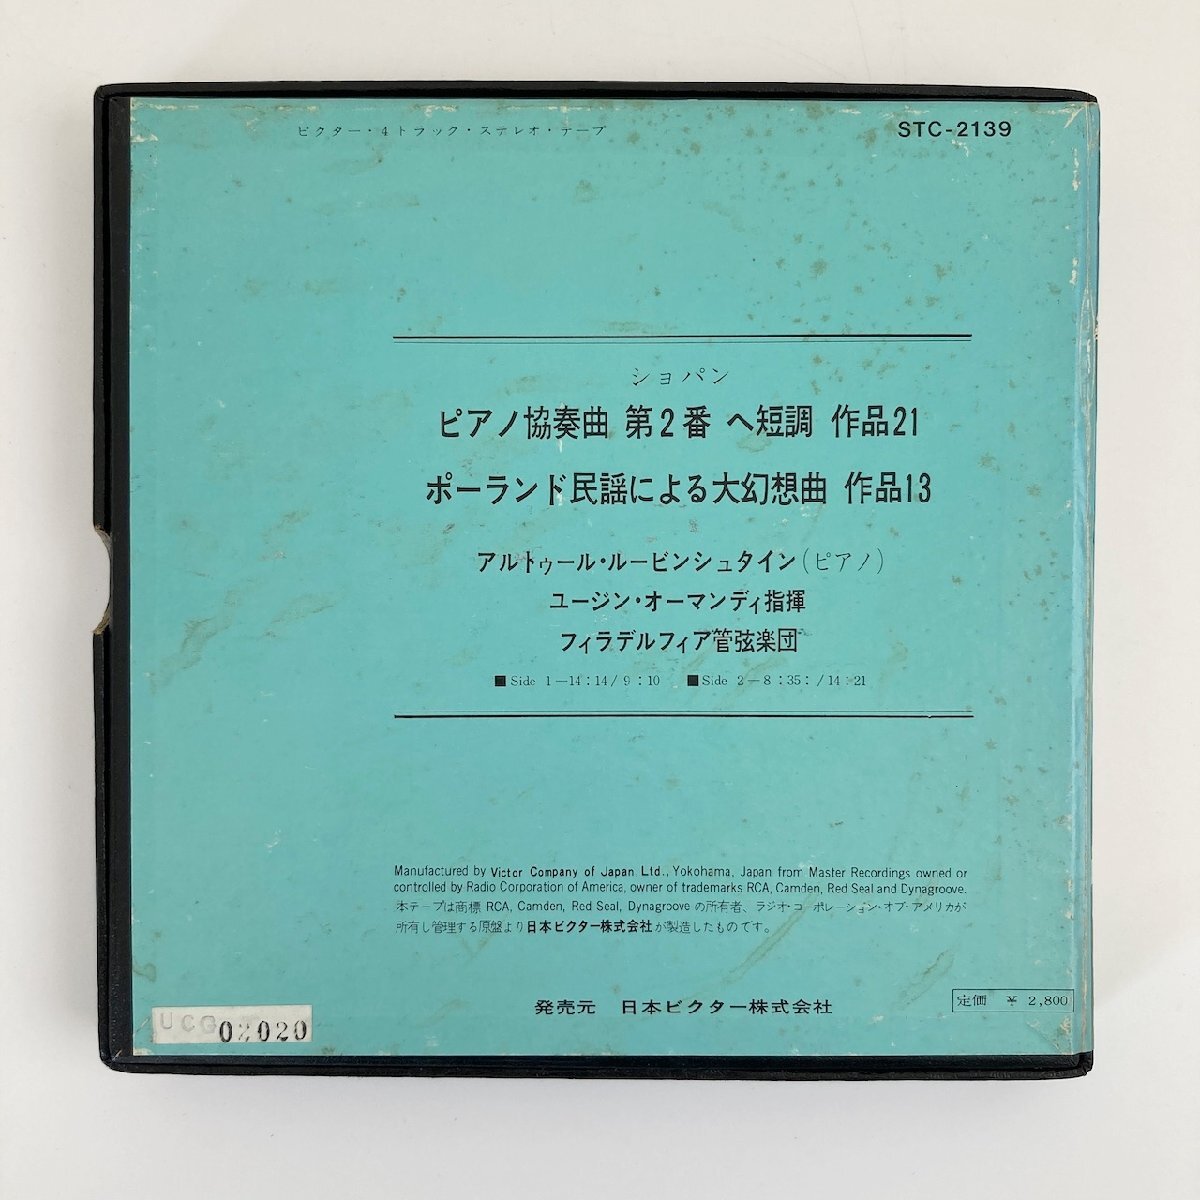 ビクター・4トラック・ステレオ・テープ
STC-2139
ショパン
ピアノ協奏曲 第2番 ヘ短調 作品21
ポーランド民謡による大幻想曲 作品13
アルトゥール・ルービンシュタイン(ピアノ)
ユージン・オーマンディ指揮
フィラデルフィア管弦楽団
■Side 1—14:14/9:10 ■Side 2—8:35:/14:21
Manufactured by Victor Company of Japan Ltd., Yokohama, Japan from Master Recordings owned or
controlled by Radio Corporation of America, owner of trademarks RCA, Camden, Red Seal and Dynagroove.
本テープは商標 RCA, Camden, Red Seal, Dynagroove の所有者、ラジオ・コーポレーション・オブ・アメリカが
所有し管理する原盤より日本ビクター株式会社が製造したものです。
発売元 日本ビクター株式会社
定価 ¥ 2,800
UCG 02020